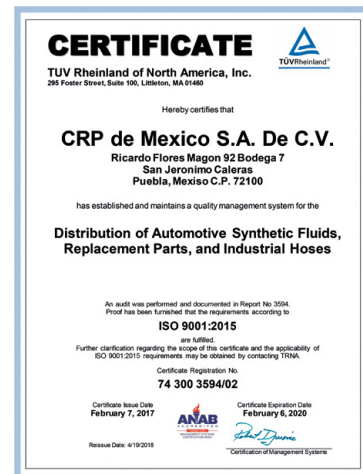 CERTIFICATE
TÜVRheinland®
TUV Rheinland of North America, Inc.
295 Foster Street, Suite 100, Littleton, MA 01460
Hereby certifies that
CRP de Mexico S.A. De C.V.
Ricardo Flores Magon 92 Bodega 7
San Jeronimo Caleras
Puebla, Mexiso C.P. 72100
has established and maintains a quality management system for the
Distribution of Automotive Synthetic Fluids,
Replacement Parts, and Industrial Hoses
An audit was performed and documented in Report No 3594.
Proof has been furnished that the requirements according to
ISO 9001:2015
are fulfilled.
Further clarification regarding the scope of this certificate and the applicability of
ISO 9001:2015 requirements may be obtained by contacting TRNA.
Certificate Registration No.
74 300 3594/02
Certificate Issue Date
February 7, 2017
ANAB
ACCREDITED
Certificate Expiration Date
February 6, 2020
Reissue Date: 4/19/2018
Certification of Management Systems